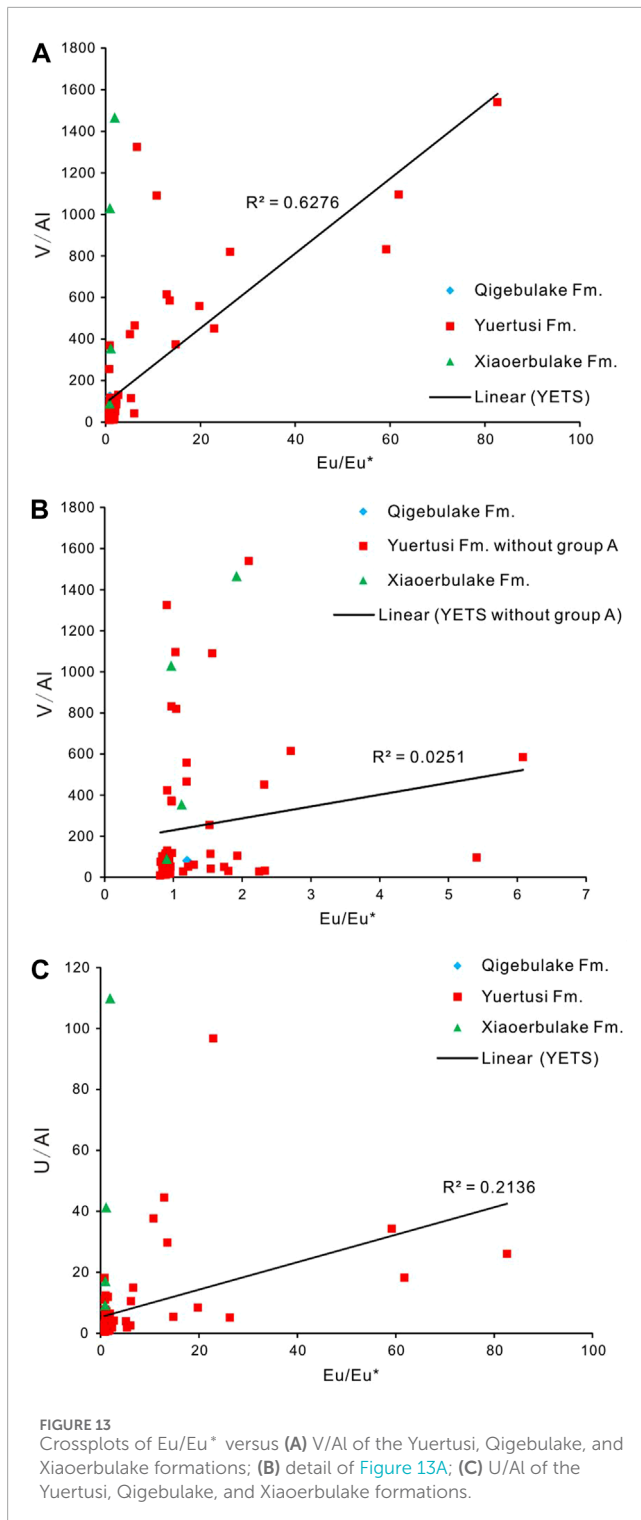 A
1800
1600
1400
1200
1000
800
600
400
200
0
V/Al
R² = 0.6276
Qigebulake Fm.
Yuertusi Fm.
Xiaoerbulake Fm.
Linear (YETS)
0 20 40 60 80 100
Eu/Eu*
B
1800
1600
1400
1200
1000
800
600
400
200
0
V/Al
Qigebulake Fm.
Yuertusi Fm. without group A
Xiaoerbulake Fm.
Linear (YETS without group A)
R² = 0.0251
0 1 2 3 4 5 6 7
Eu/Eu*
C
120
100
80
60
40
20
0
U/Al
Qigebulake Fm.
Yuertusi Fm.
Xiaoerbulake Fm.
Linear (YETS)
R² = 0.2136
0 20 40 60 80 100
Eu/Eu*
FIGURE 13
Crossplots of Eu/Eu* versus (A) V/Al of the Yuertusi, Qigebulake, and
Xiaoerbulake formations; (B) detail of Figure 13A; (C) U/Al of the
Yuertusi, Qigebulake, and Xiaoerbulake formations.